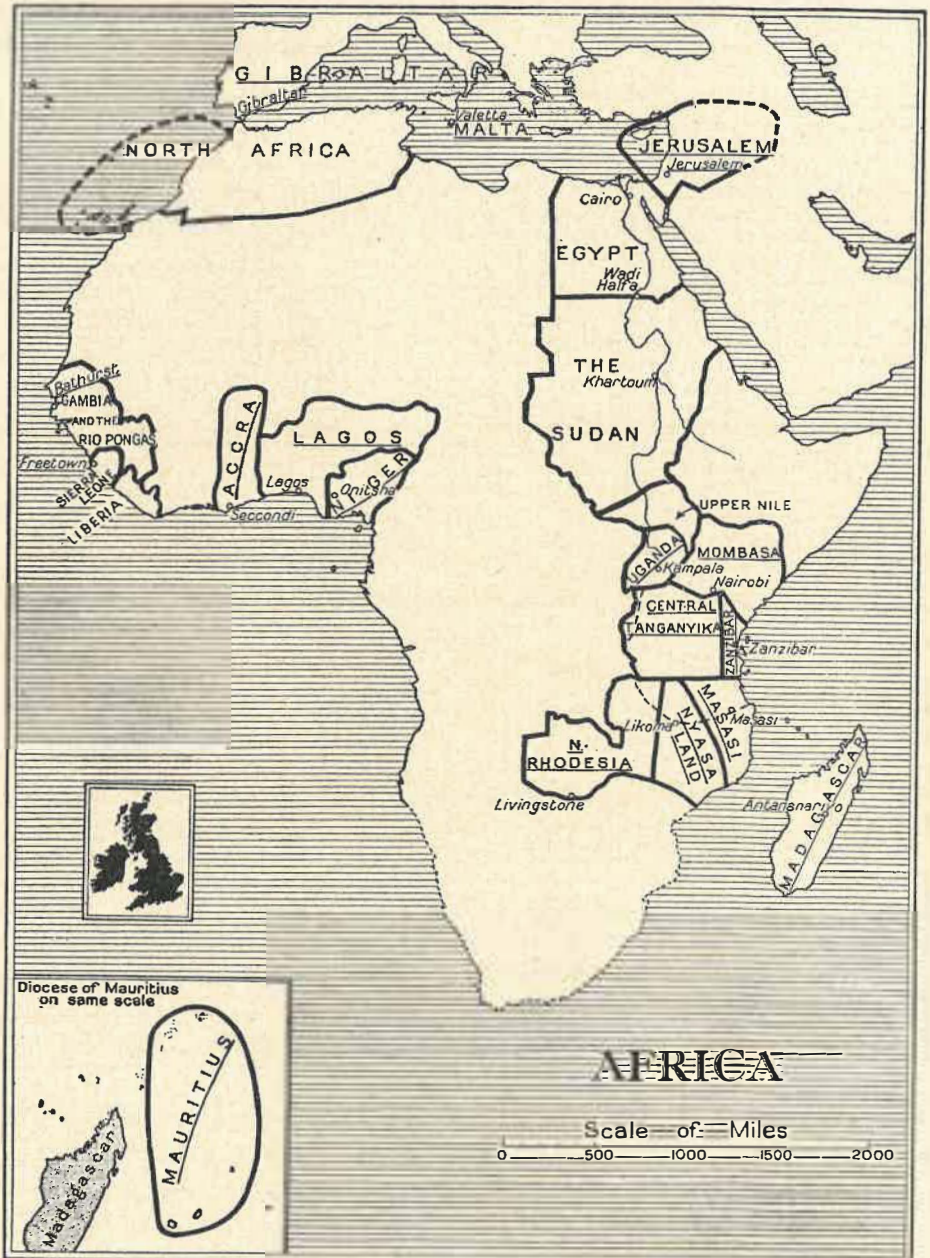 GIBRALTAR
Gibraltar
Valetta
MALTA
NORTH AFRICA
JERUSALEM
Jerusalem
Cairo
EGYPT
Wadi
Halfa
THE
Khartoum
SUDAN
Bathurst
GAMBIA
AND THE
RIO PONGAS
Freetown
SIERRA
LEONE
LIBERIA
ACCRA
Seccondi
LAGOS
Lagos
NIGER
Onitsha
UPPER NILE
UGANDA
Kampala
MOMBASA
Nairobi
CENTRAL
TANGANYIKA
ZANZIBAR
Zanzibar
MASASI
Masasi
Likoma
NYASA
LAND
N.
RHODESIA
Livingstone
Antananarivo
MADAGASCAR
Diocese of Mauritius
on same scale
MAURITIUS
Madagascar
AFRICA
Scale of Miles
0 500 1000 1500 2000